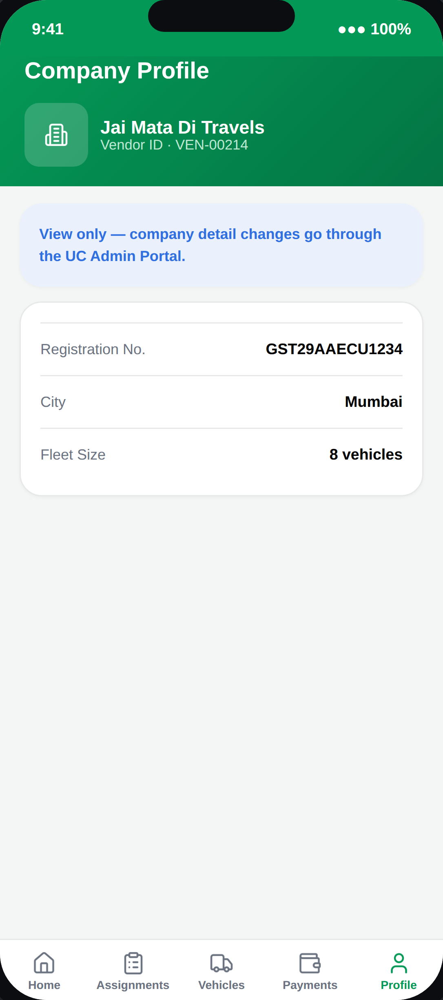 9:41
●●● 100%
Company Profile
Jai Mata Di Travels
Vendor ID · VEN-00214
View only — company detail changes go through
the UC Admin Portal.
Registration No. GST29AAECU1234
City Mumbai
Fleet Size 8 vehicles
Home Assignments Vehicles Payments Profile